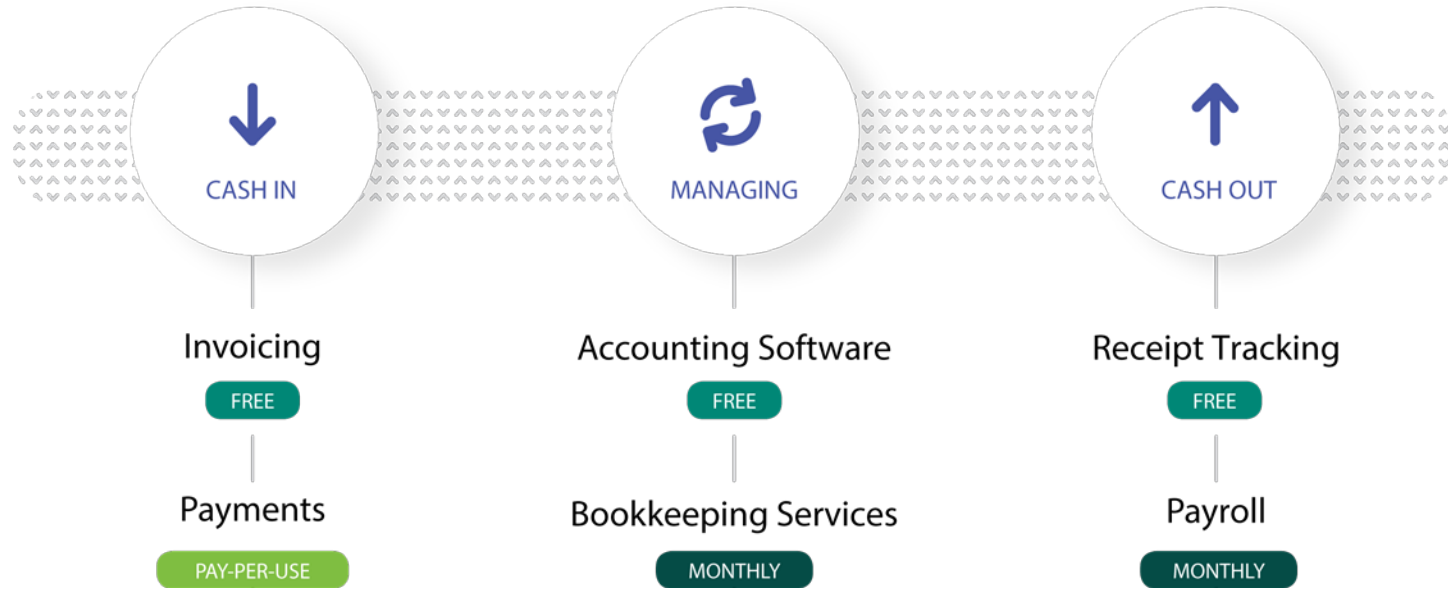 CASH IN
MANAGING
CASH OUT
Invoicing
FREE
Payments
PAY-PER-USE
Accounting Software
FREE
Bookkeeping Services
MONTHLY
Receipt Tracking
FREE
Payroll
MONTHLY